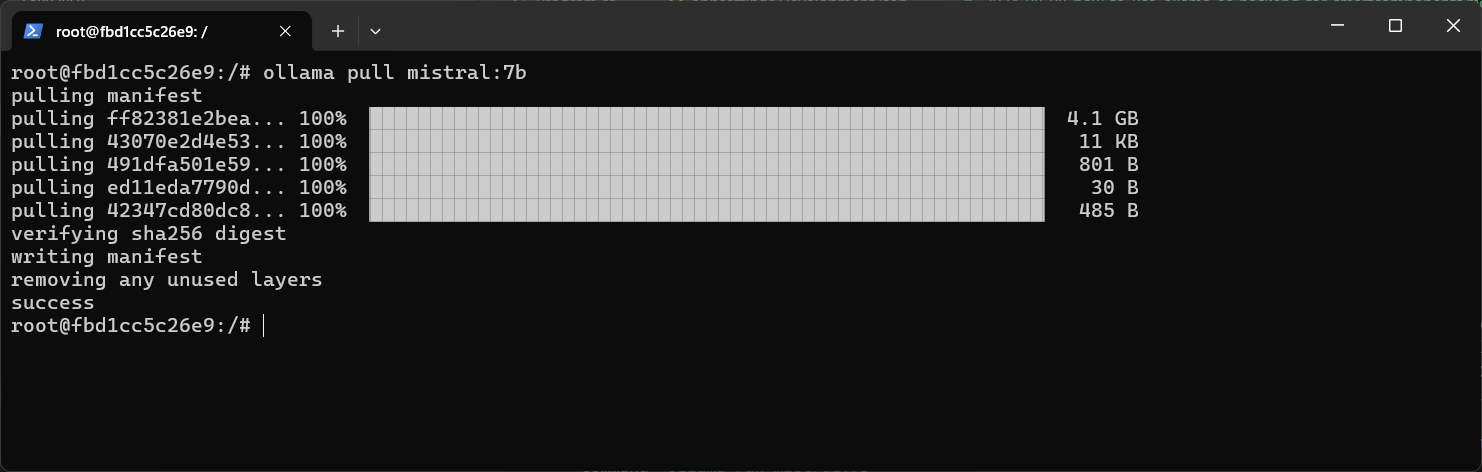 root@fbd1cc5c26e9: /
root@fbd1cc5c26e9:/# ollama pull mistral:7b
pulling manifest
pulling ff82381e2bea... 100% 4.1 GB
pulling 43070e2d4e53... 100% 11 KB
pulling 491dfa501e59... 100% 801 B
pulling ed11eda7790d... 100% 30 B
pulling 42347cd80dc8... 100% 485 B
verifying sha256 digest
writing manifest
removing any unused layers
success
root@fbd1cc5c26e9:/#